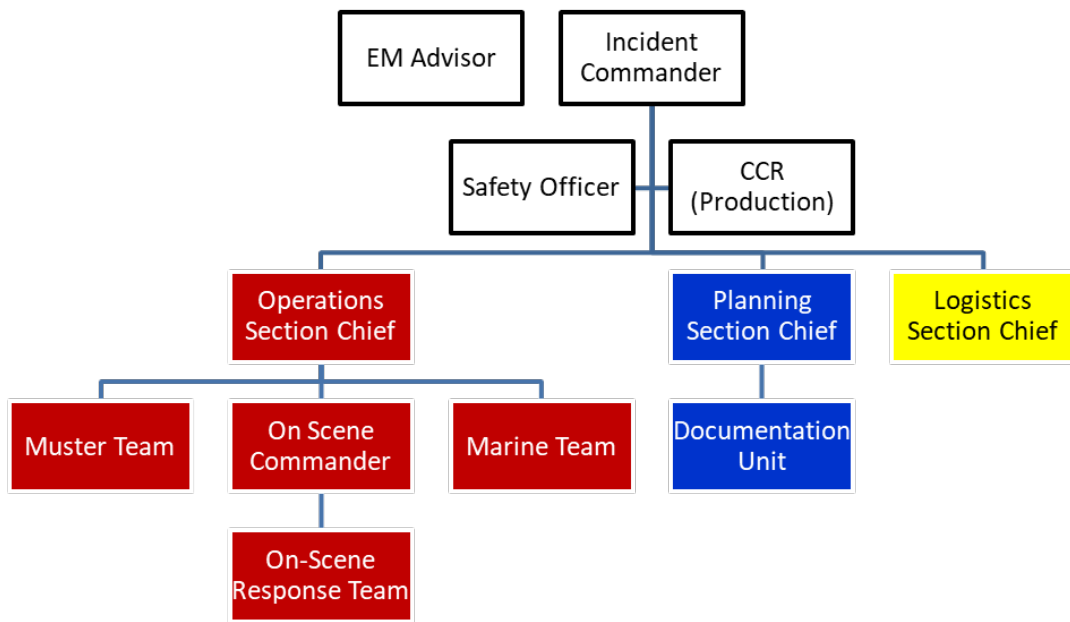 EM Advisor
Incident
Commander
Safety Officer
CCR
(Production)
Operations
Section Chief
Planning
Section Chief
Logistics
Section Chief
Muster Team
On Scene
Commander
Marine Team
Documentation
Unit
On-Scene
Response Team